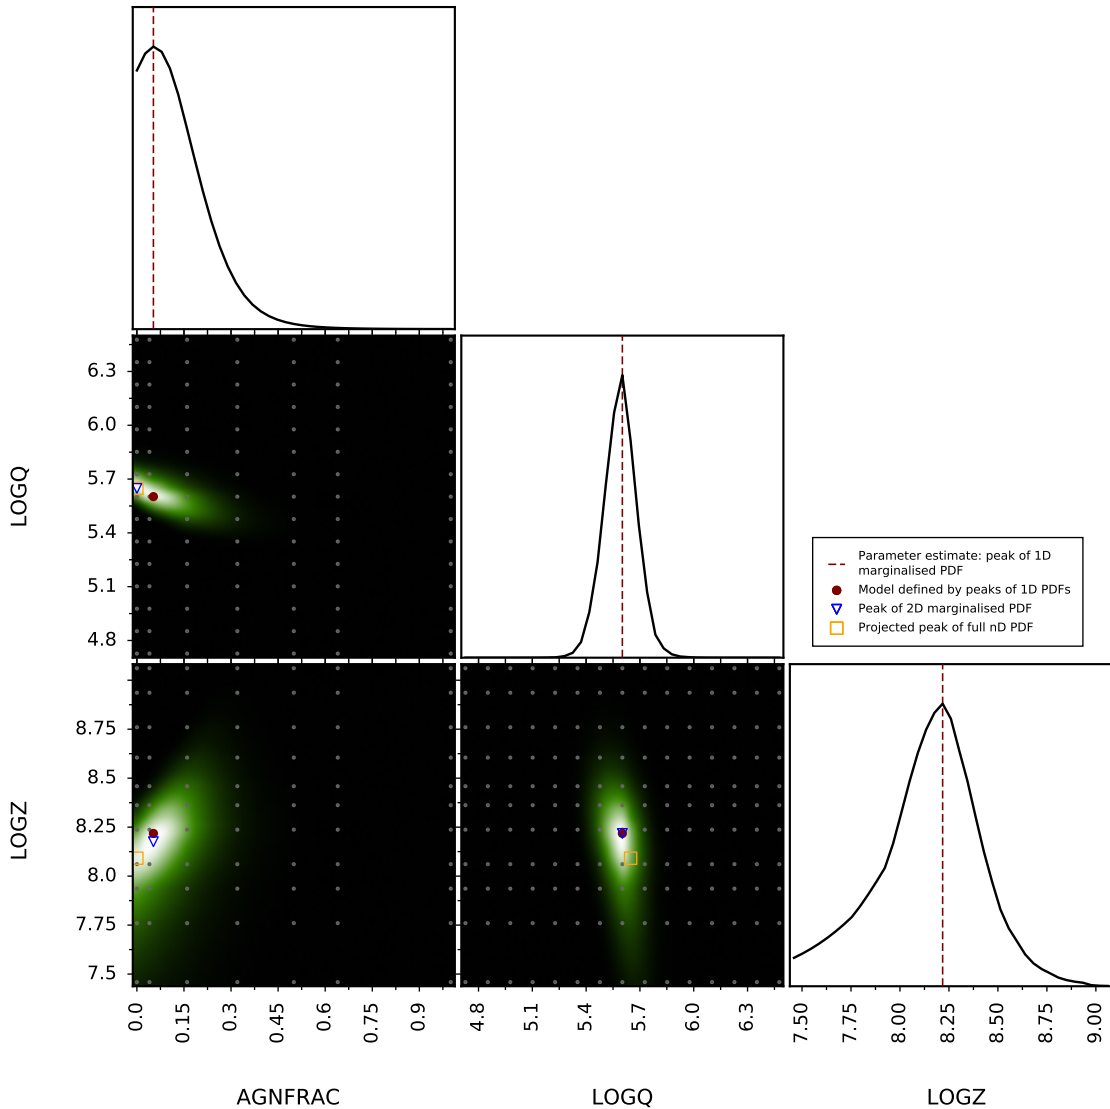 6.3
6.0
5.7
5.4
5.1
4.8
LOGQ
Parameter estimate: peak of 1D
marginalised PDF
Model defined by peaks of 1D PDFs
Peak of 2D marginalised PDF
Projected peak of full nD PDF
8.75
8.5
8.25
8.0
7.75
7.5
LOGZ
0.0 0.15 0.3 0.45 0.6 0.75 0.9
4.8 5.1 5.4 5.7 6.0 6.3
7.50 7.75 8.00 8.25 8.50 8.75 9.00
AGNFRAC LOGQ LOGZ